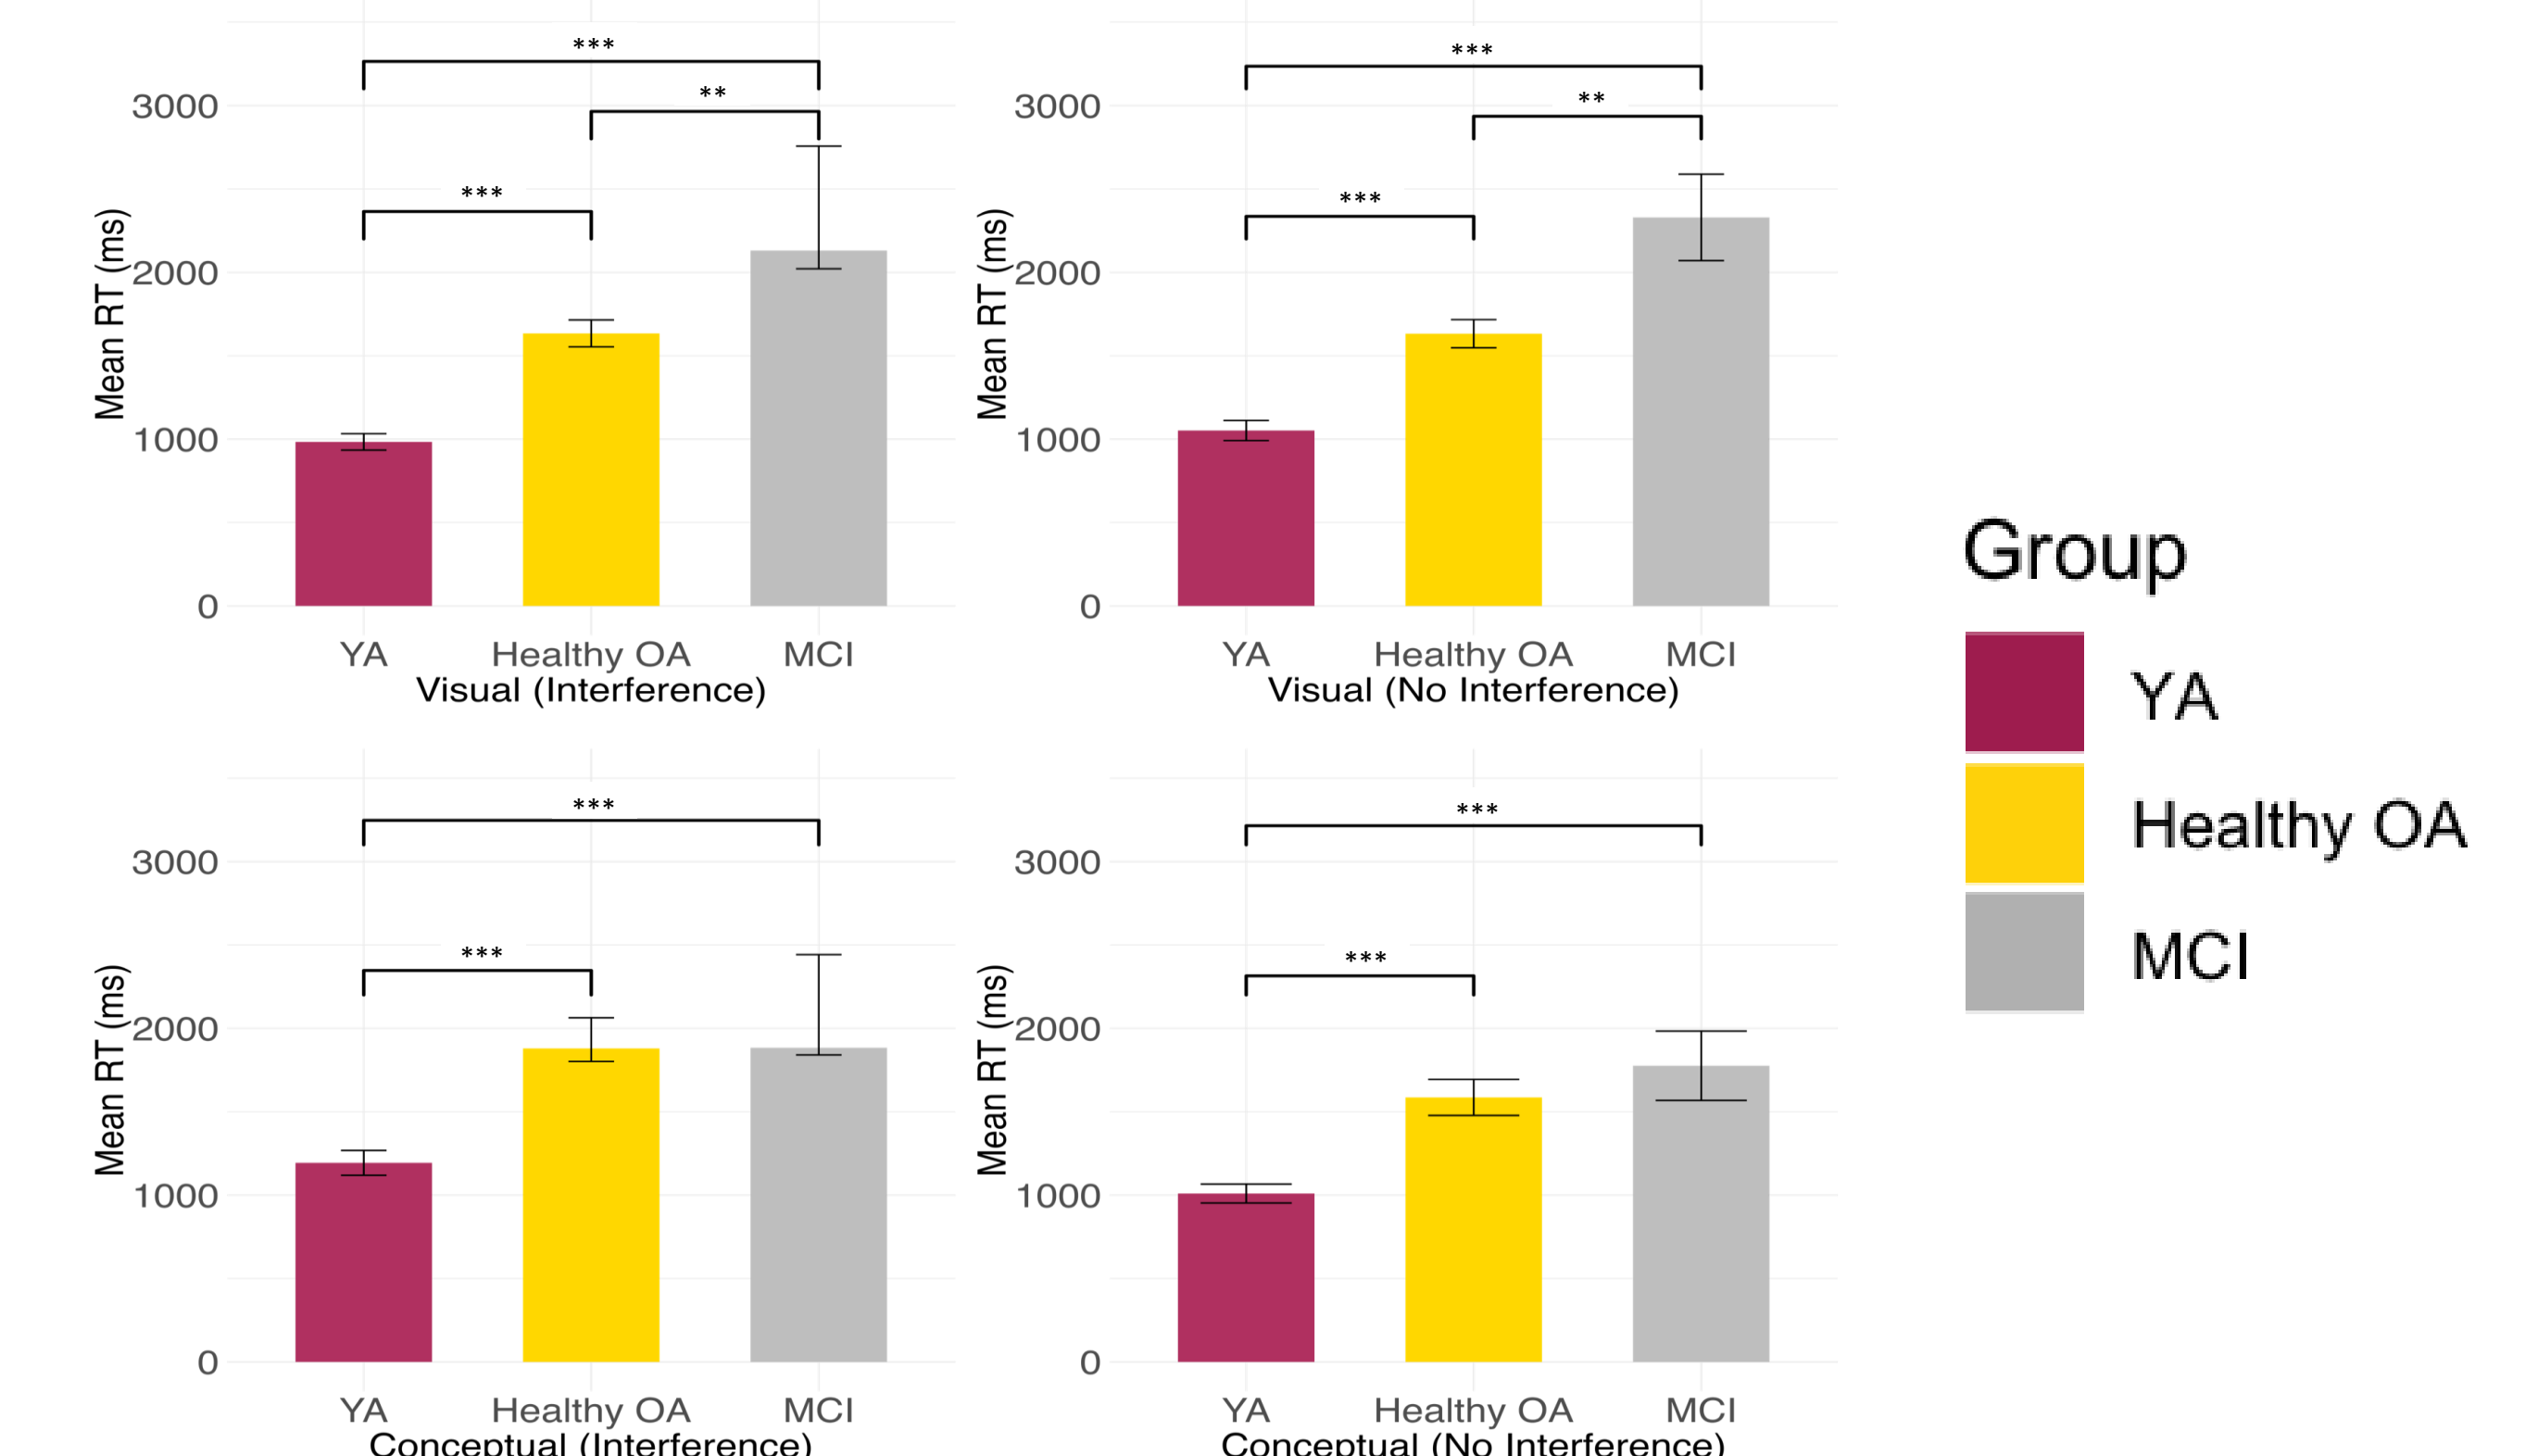 ***
**
***
3000
2000
1000
0
Mean RT (ms)
YA Healthy OA MCI
Visual (Interference)
***
**
***
3000
2000
1000
0
Mean RT (ms)
YA Healthy OA MCI
Visual (No Interference)
***
***
3000
2000
1000
0
Mean RT (ms)
YA Healthy OA MCI
Conceptual (Interference)
***
***
3000
2000
1000
0
Mean RT (ms)
YA Healthy OA MCI
Conceptual (No Interference)
Group
YA
Healthy OA
MCI